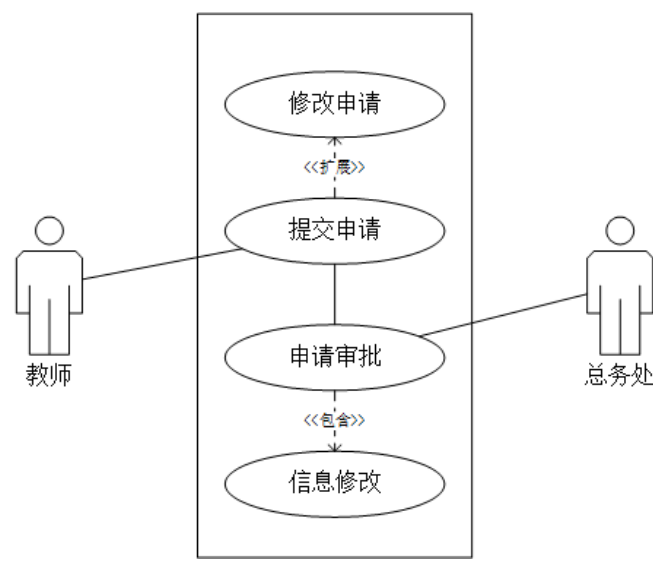 修改申请
<<扩展>>
提交申请
教师
申请审批
总务处
<<包含>>
信息修改